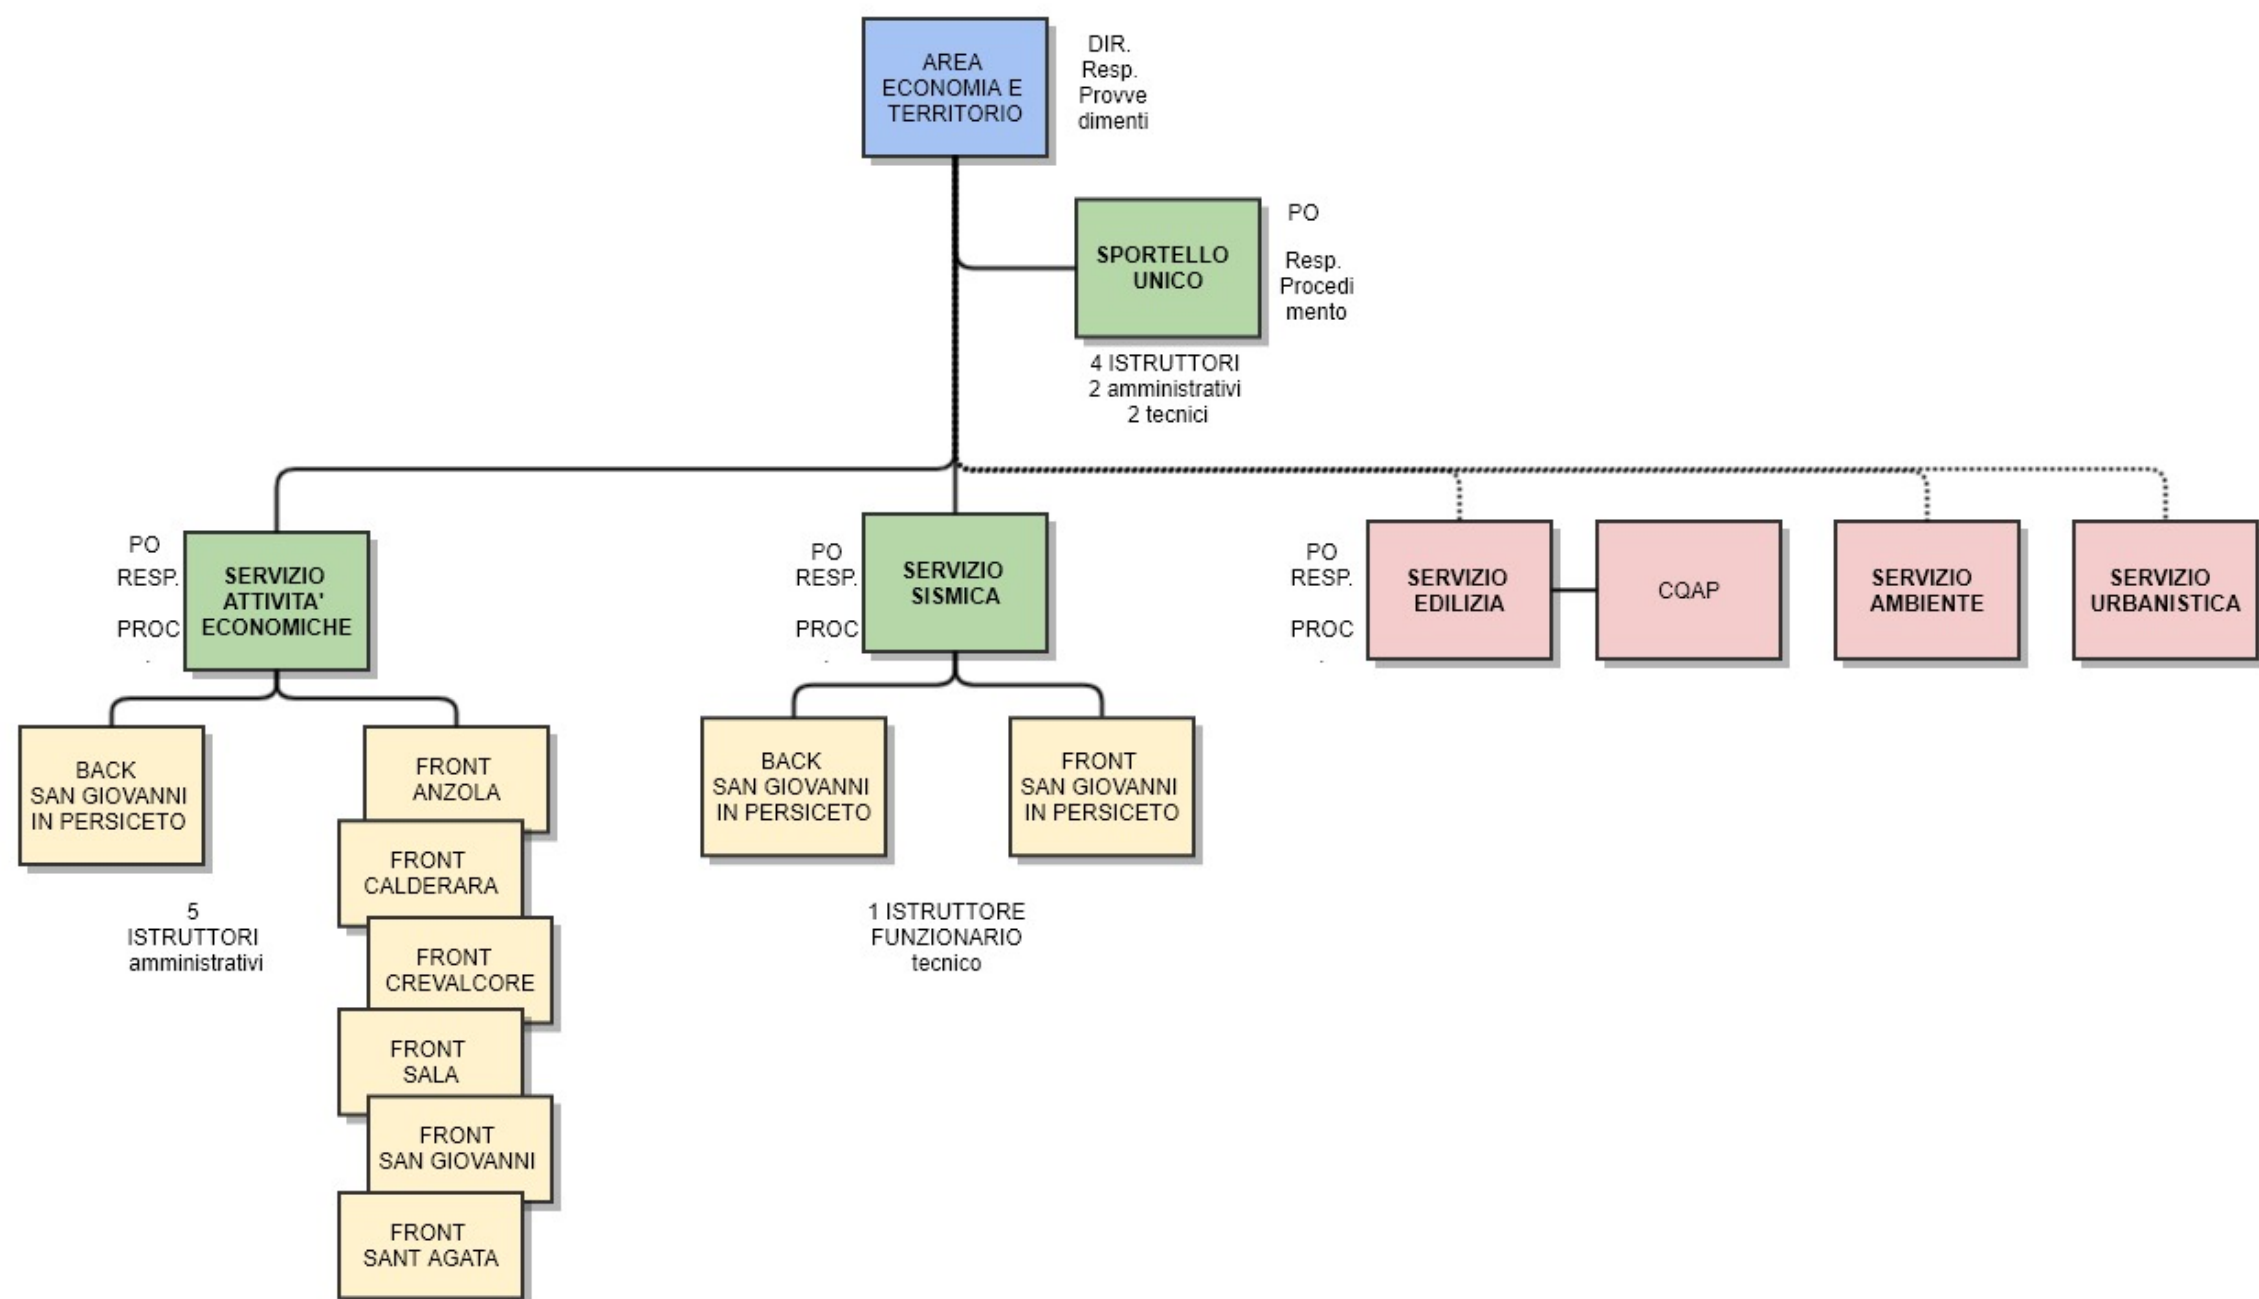 AREA
ECONOMIA E
TERRITORIO
DIR.
Resp.
Provve
dimenti
SPORTELLO
UNICO
PO
Resp.
Procedi
mento
4 ISTRUTTORI
2 amministrativi
2 tecnici
PO
RESP.
PROC
.
SERVIZIO
ATTIVITA'
ECONOMICHE
PO
RESP.
PROC
.
SERVIZIO
SISMICA
PO
RESP.
PROC
.
SERVIZIO
EDILIZIA
CQAP
SERVIZIO
AMBIENTE
SERVIZIO
URBANISTICA
BACK
SAN GIOVANNI
IN PERSICETO
FRONT
ANZOLA
FRONT
CALDERARA
FRONT
CREVALCORE
FRONT
SALA
FRONT
SAN GIOVANNI
FRONT
SANT AGATA
5
ISTRUTTORI
amministrativi
BACK
SAN GIOVANNI
IN PERSICETO
FRONT
SAN GIOVANNI
IN PERSICETO
1 ISTRUTTORE
FUNZIONARIO
tecnico